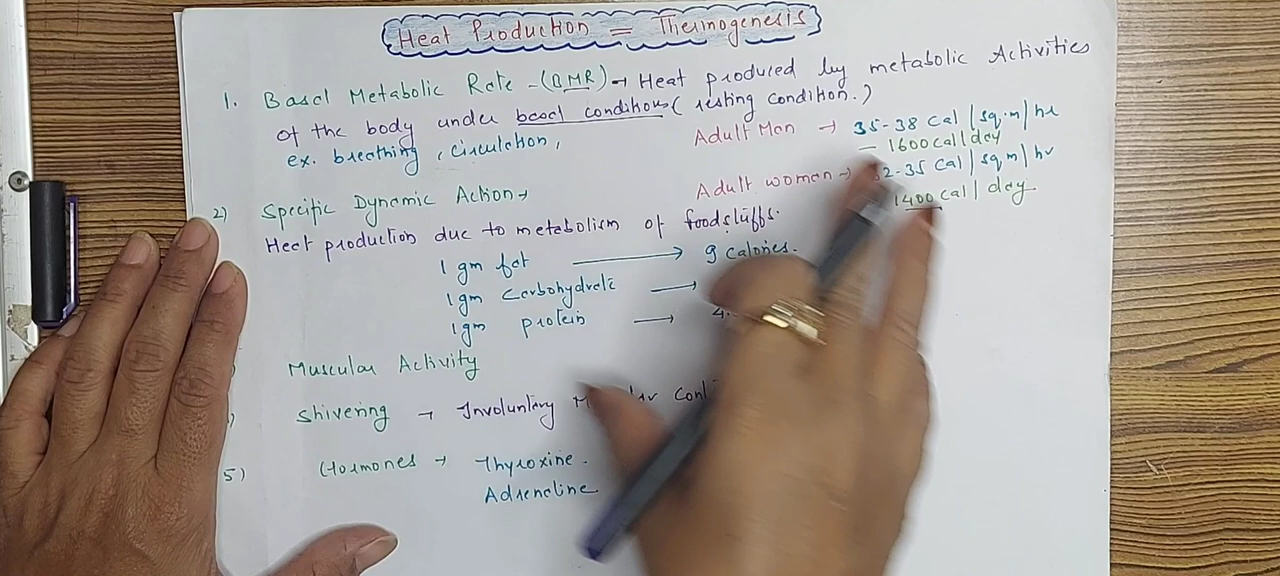 Heat Production = Thermogenesis
1. Basal Metabolic Rate - (BMR) → Heat produced by metabolic Activities
of the body under basal conditions (resting condition.)
ex. breathing, circulation,
Adult Man → 35-38 Cal/sq.m/hr
- 1600 cal/day
Adult women → 2-35 Cal/sq m/hr
1400 cal/day
2) Specific Dynamic Action →
Heat production due to metabolism of foodstuffs.
1 gm fat → 9 calories.
1 gm Carbohydrate →
1 gm protein → 4.
Muscular Activity
Shivering → Involuntary
5) Hormones → Thyroxine.
Adrenaline